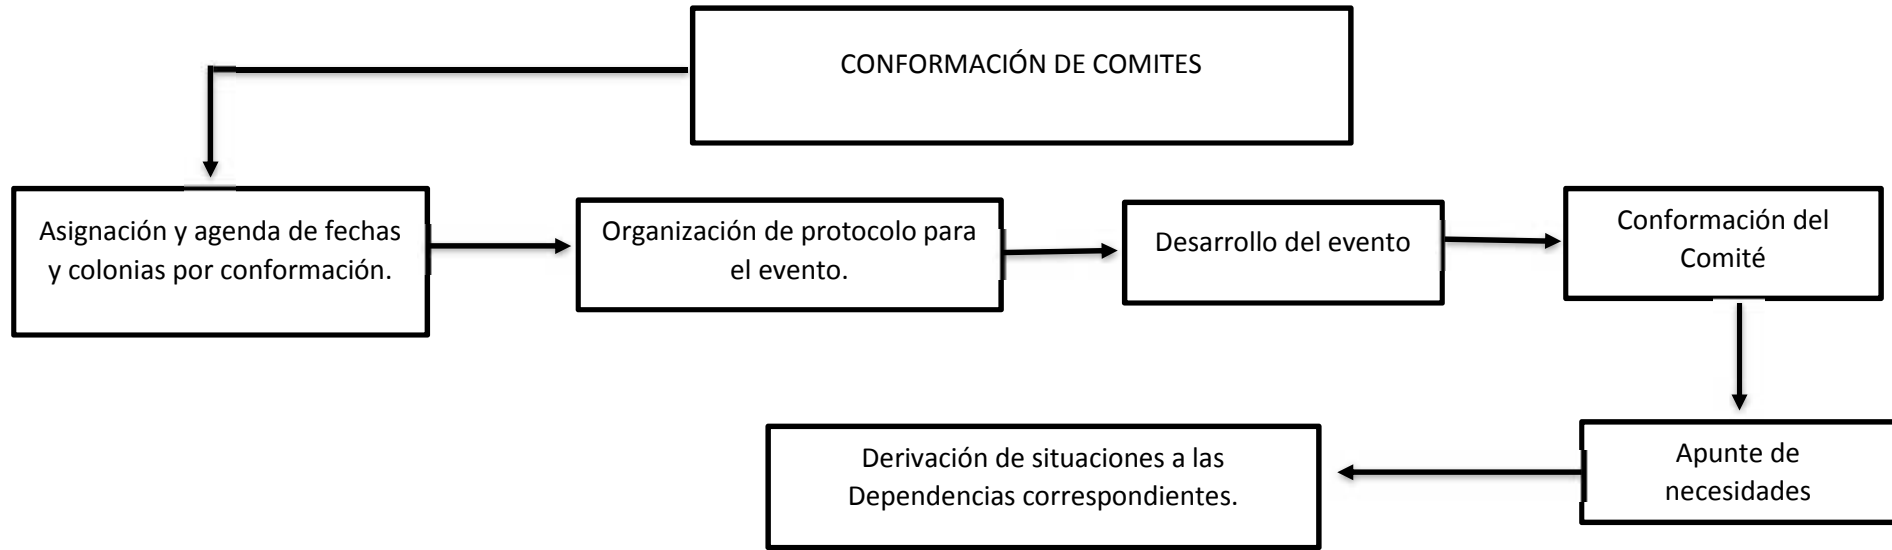 CONFORMACIÓN DE COMITES
Asignación y agenda de fechas
y colonias por conformación.
Organización de protocolo para
el evento.
Desarrollo del evento
Conformación del
Comité
Apunte de
necesidades
Derivación de situaciones a las
Dependencias correspondientes.